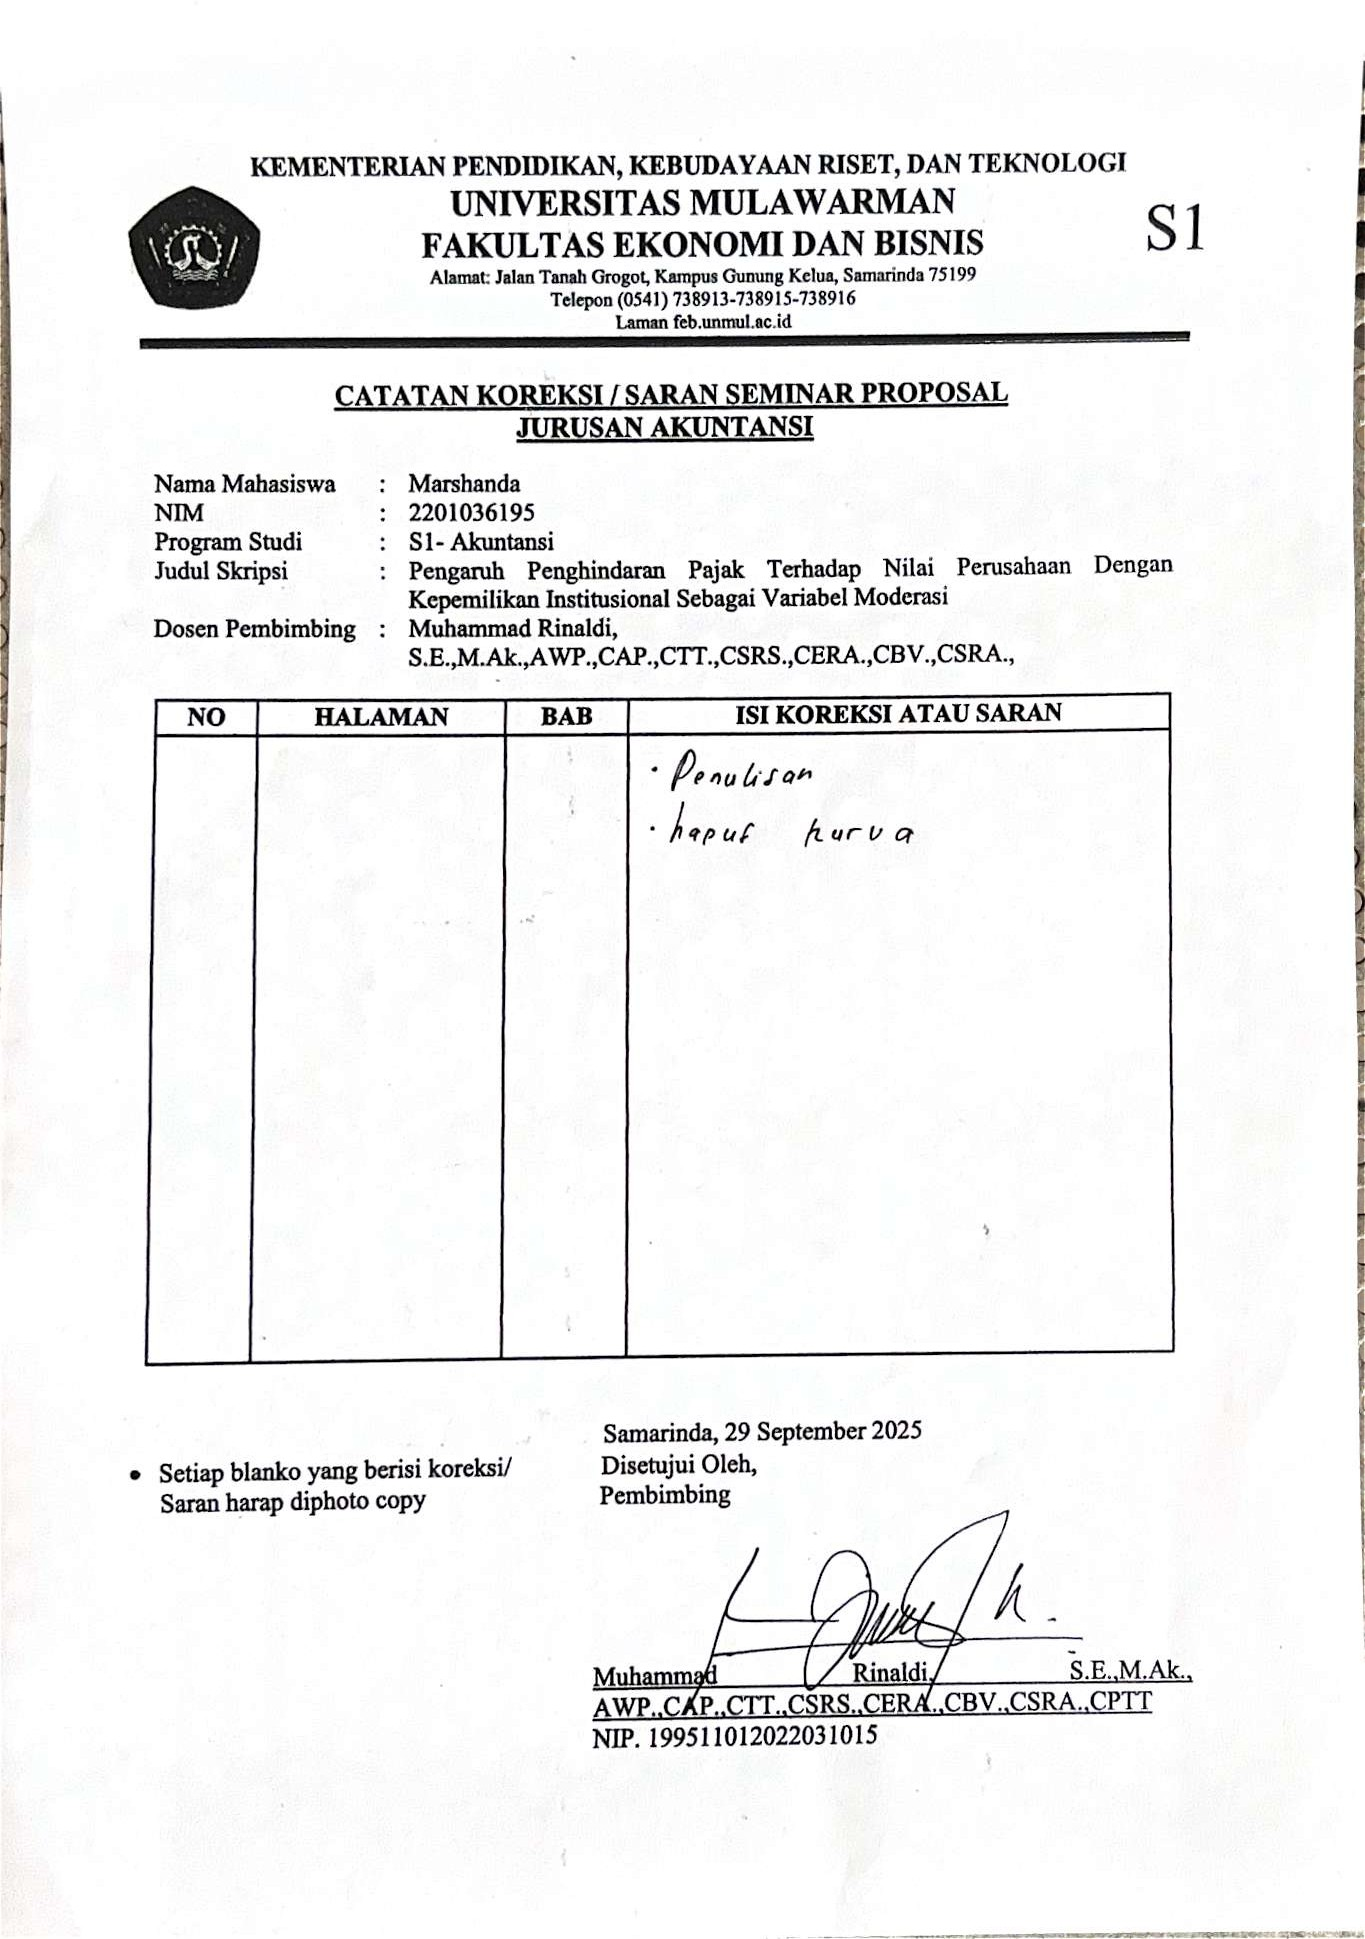 KEMENTERIAN PENDIDIKAN, KEBUDAYAAN RISET, DAN TEKNOLOGI
UNIVERSITAS MULAWARMAN
FAKULTAS EKONOMI DAN BISNIS
S1
Alamat: Jalan Tanah Grogot, Kampus Gunung Kelua, Samarinda 75199
Telepon (0541) 738913-738915-738916
Laman feb.unmul.ac.id
CATATAN KOREKSI / SARAN SEMINAR PROPOSAL
JURUSAN AKUNTANSI
Nama Mahasiswa : Marshanda
NIM : 2201036195
Program Studi : S1- Akuntansi
Judul Skripsi : Pengaruh Penghindaran Pajak Terhadap Nilai Perusahaan Dengan
Kepemilikan Institusional Sebagai Variabel Moderasi
Dosen Pembimbing : Muhammad Rinaldi,
S.E.,M.Ak.,AWP.,CAP.,CTT.,CSRS.,CERA.,CBV.,CSRA.,
NO HALAMAN BAB ISI KOREKSI ATAU SARAN
· Penulisan
· hapus kurva
Samarinda, 29 September 2025
Disetujui Oleh,
Pembimbing
• Setiap blanko yang berisi koreksi/
Saran harap diphoto copy
Muhammad Rinaldi, S.E.,M.Ak.,
AWP.,CAP.,CTT.,CSRS.,CERA.,CBV.,CSRA.,CPTT
NIP. 199511012022031015